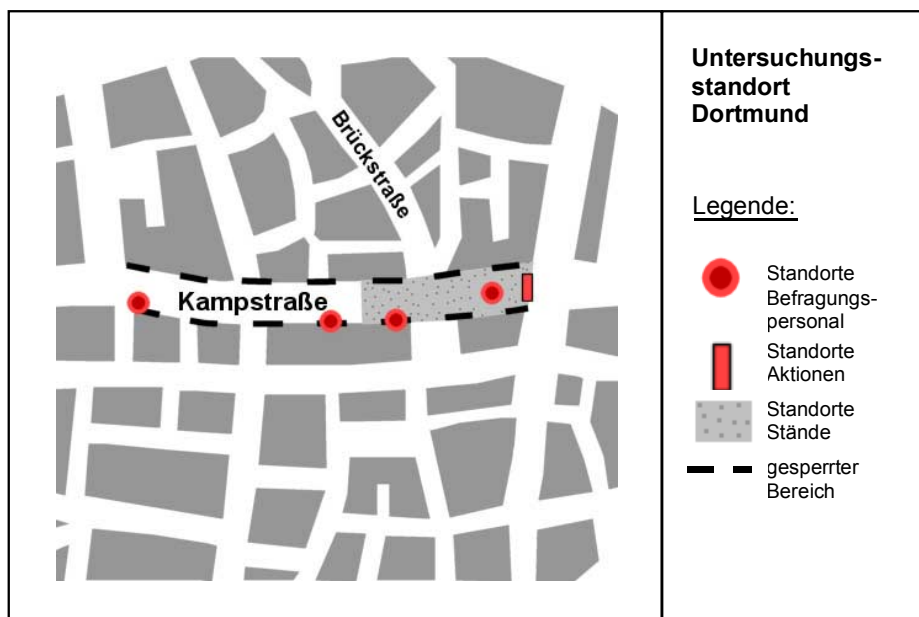 Brückstraße
Kampstraße
Untersuchungs-
standort
Dortmund
Legende:
Standorte
Befragungs-
personal
Standorte
Aktionen
Standorte
Stände
gesperrter
Bereich